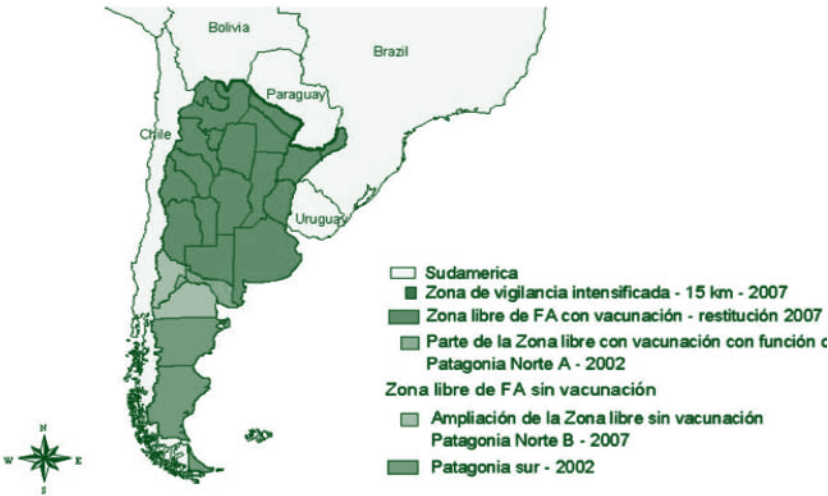 Bolivia
Brazil
Paraguay
Chile
Uruguay
Sudamerica
Zona de vigilancia intensificada - 15 km - 2007
Zona libre de FA con vacunación - restitución 2007
Parte de la Zona libre con vacunación con función
Patagonia Norte A - 2002
Zona libre de FA sin vacunación
Ampliación de la Zona libre sin vacunación
Patagonia Norte B - 2007
Patagonia sur - 2002
N
W E
S